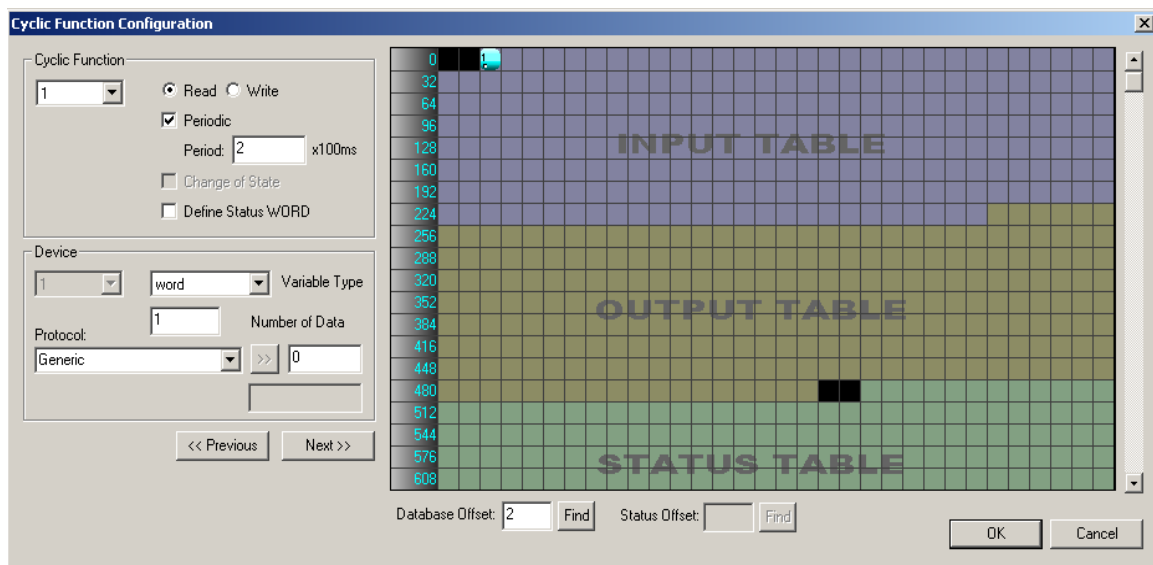 Cyclic Function Configuration
Cyclic Function
1
Read Write
Periodic
Period: 2 x100ms
Change of State
Define Status WORD
Device
1 word Variable Type
1 Number of Data
Protocol:
Generic >> 0
<< Previous Next >>
0 1
32
64
96
128 INPUT TABLE
160
192
224
256
288
320
352 OUTPUT TABLE
384
416
448
480
512
544
576 STATUS TABLE
608
Database Offset: 2 Find Status Offset: Find
OK Cancel